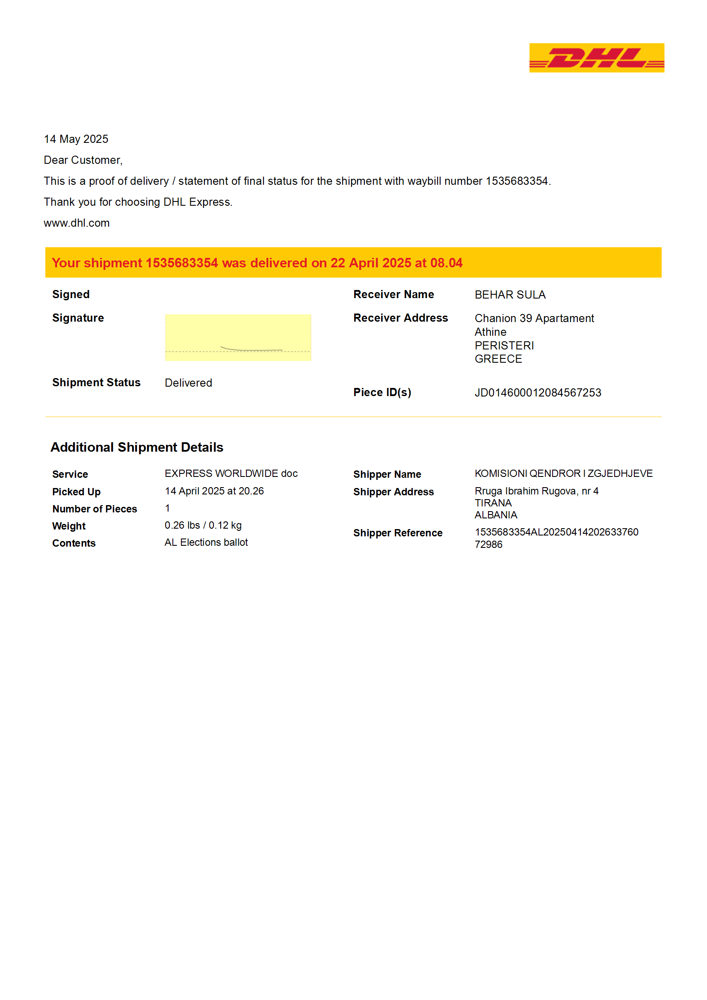 DHL
14 May 2025
Dear Customer,
This is a proof of delivery / statement of final status for the shipment with waybill number 1535683354.
Thank you for choosing DHL Express.
www.dhl.com
Your shipment 1535683354 was delivered on 22 April 2025 at 08.04
Signed
Receiver Name BEHAR SULA
Signature
Receiver Address Chanion 39 Apartament
Athine
PERISTERI
GREECE
Shipment Status Delivered
Piece ID(s) JD014600012084567253
Additional Shipment Details
Service EXPRESS WORLDWIDE doc
Shipper Name KOMISIONI QENDROR I ZGJEDHJEVE
Picked Up 14 April 2025 at 20.26
Shipper Address Rruga Ibrahim Rugova, nr 4
TIRANA
ALBANIA
Number of Pieces 1
Weight 0.26 lbs / 0.12 kg
Shipper Reference 1535683354AL20250414202633760
72986
Contents AL Elections ballot